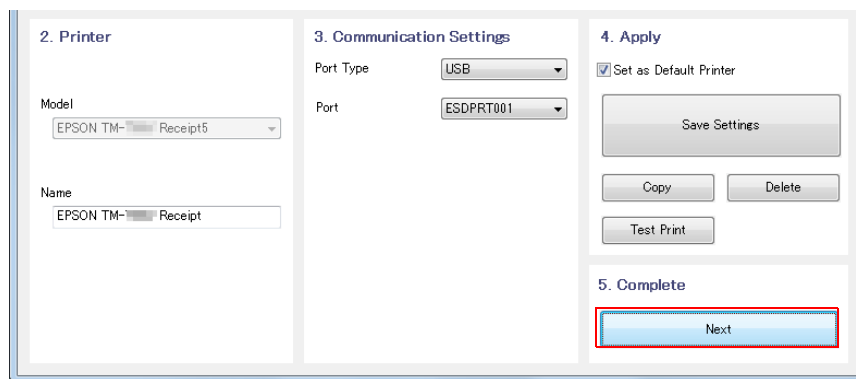 2. Printer
Model
EPSON TM- Receipt5
Name
EPSON TM- Receipt
3. Communication Settings
Port Type
USB
Port
ESDPRT001
4. Apply
Set as Default Printer
Save Settings
Copy
Delete
Test Print
5. Complete
Next